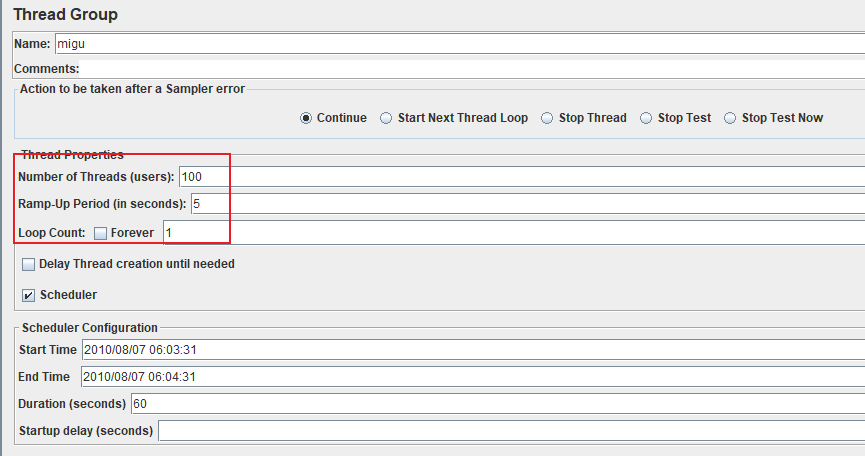 Thread Group
Name: migu
Comments:
Action to be taken after a Sampler error
Continue Start Next Thread Loop Stop Thread Stop Test Stop Test Now
Thread Properties
Number of Threads (users): 100
Ramp-Up Period (in seconds): 5
Loop Count: Forever 1
Delay Thread creation until needed
Scheduler
Scheduler Configuration
Start Time 2010/08/07 06:03:31
End Time 2010/08/07 06:04:31
Duration (seconds) 60
Startup delay (seconds)